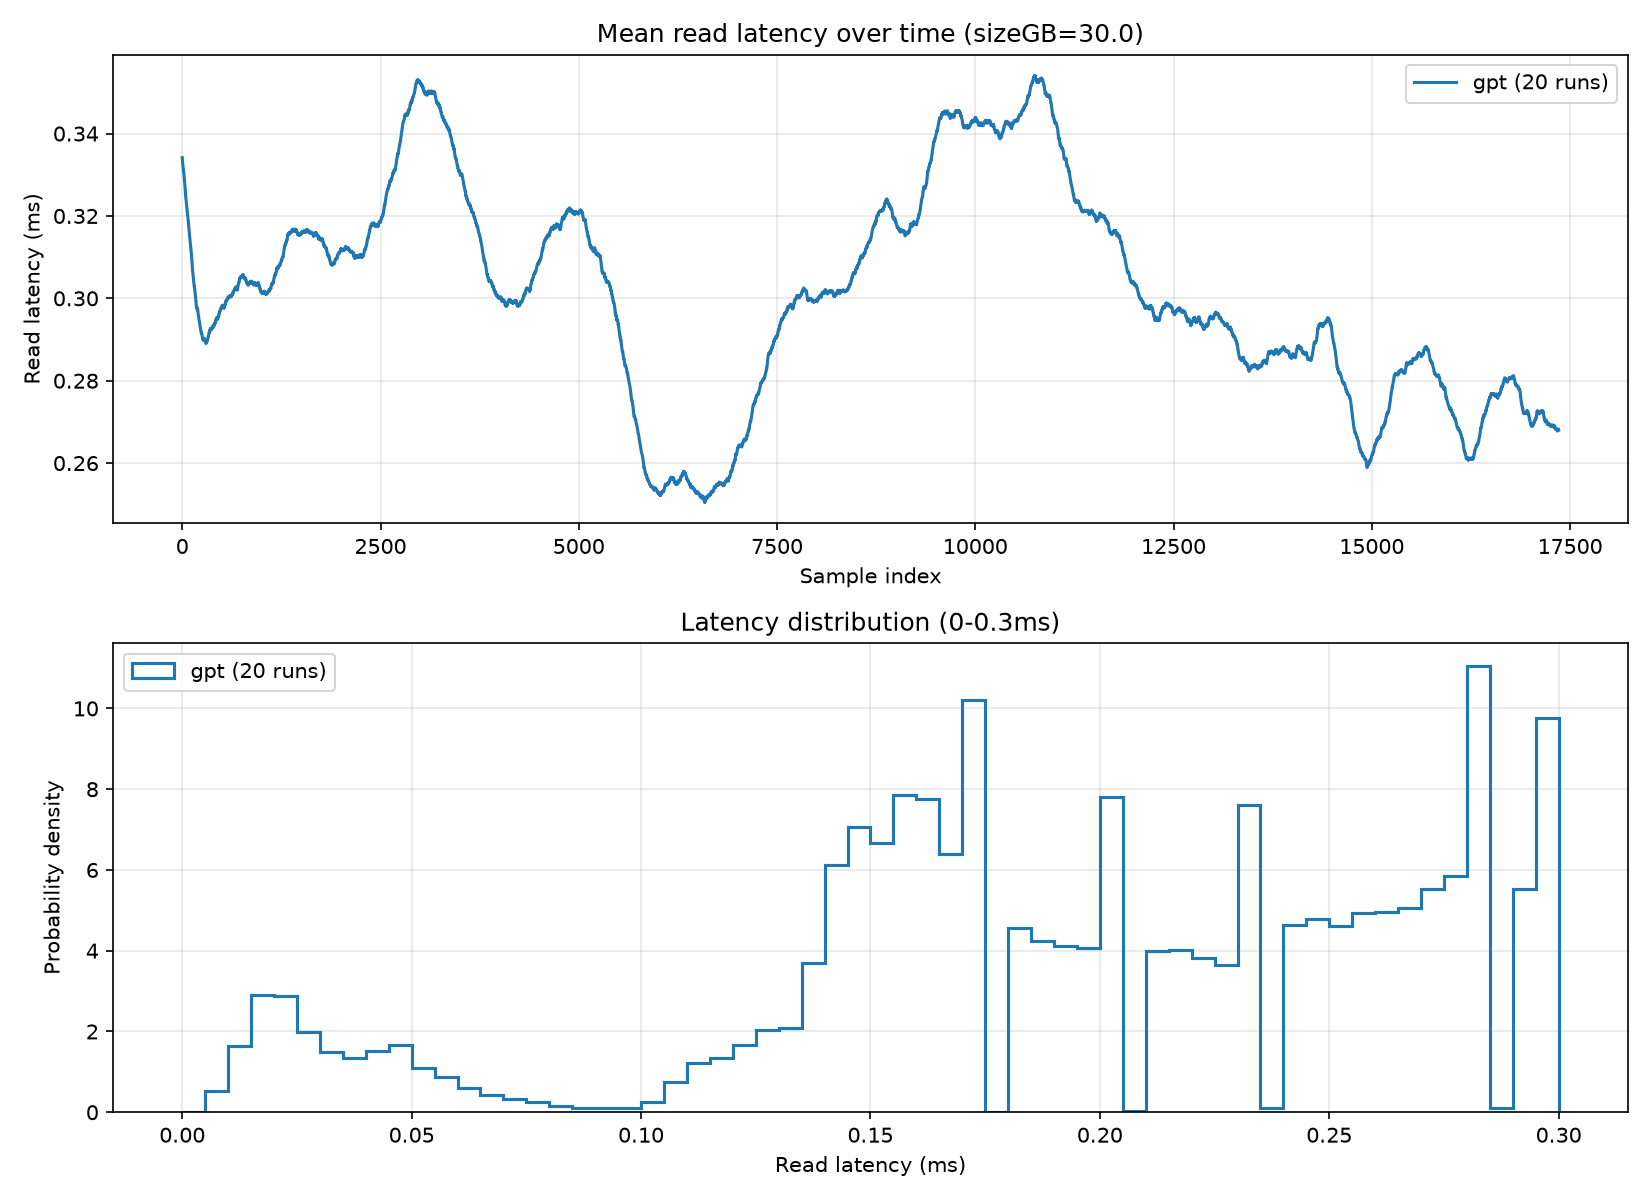 Mean read latency over time (sizeGB=30.0)
gpt (20 runs)
0.34
0.32
0.30
0.28
0.26
Read latency (ms)
0 2500 5000 7500 10000 12500 15000 17500
Sample index
Latency distribution (0-0.3ms)
gpt (20 runs)
10
8
6
4
2
0
Probability density
0.00 0.05 0.10 0.15 0.20 0.25 0.30
Read latency (ms)